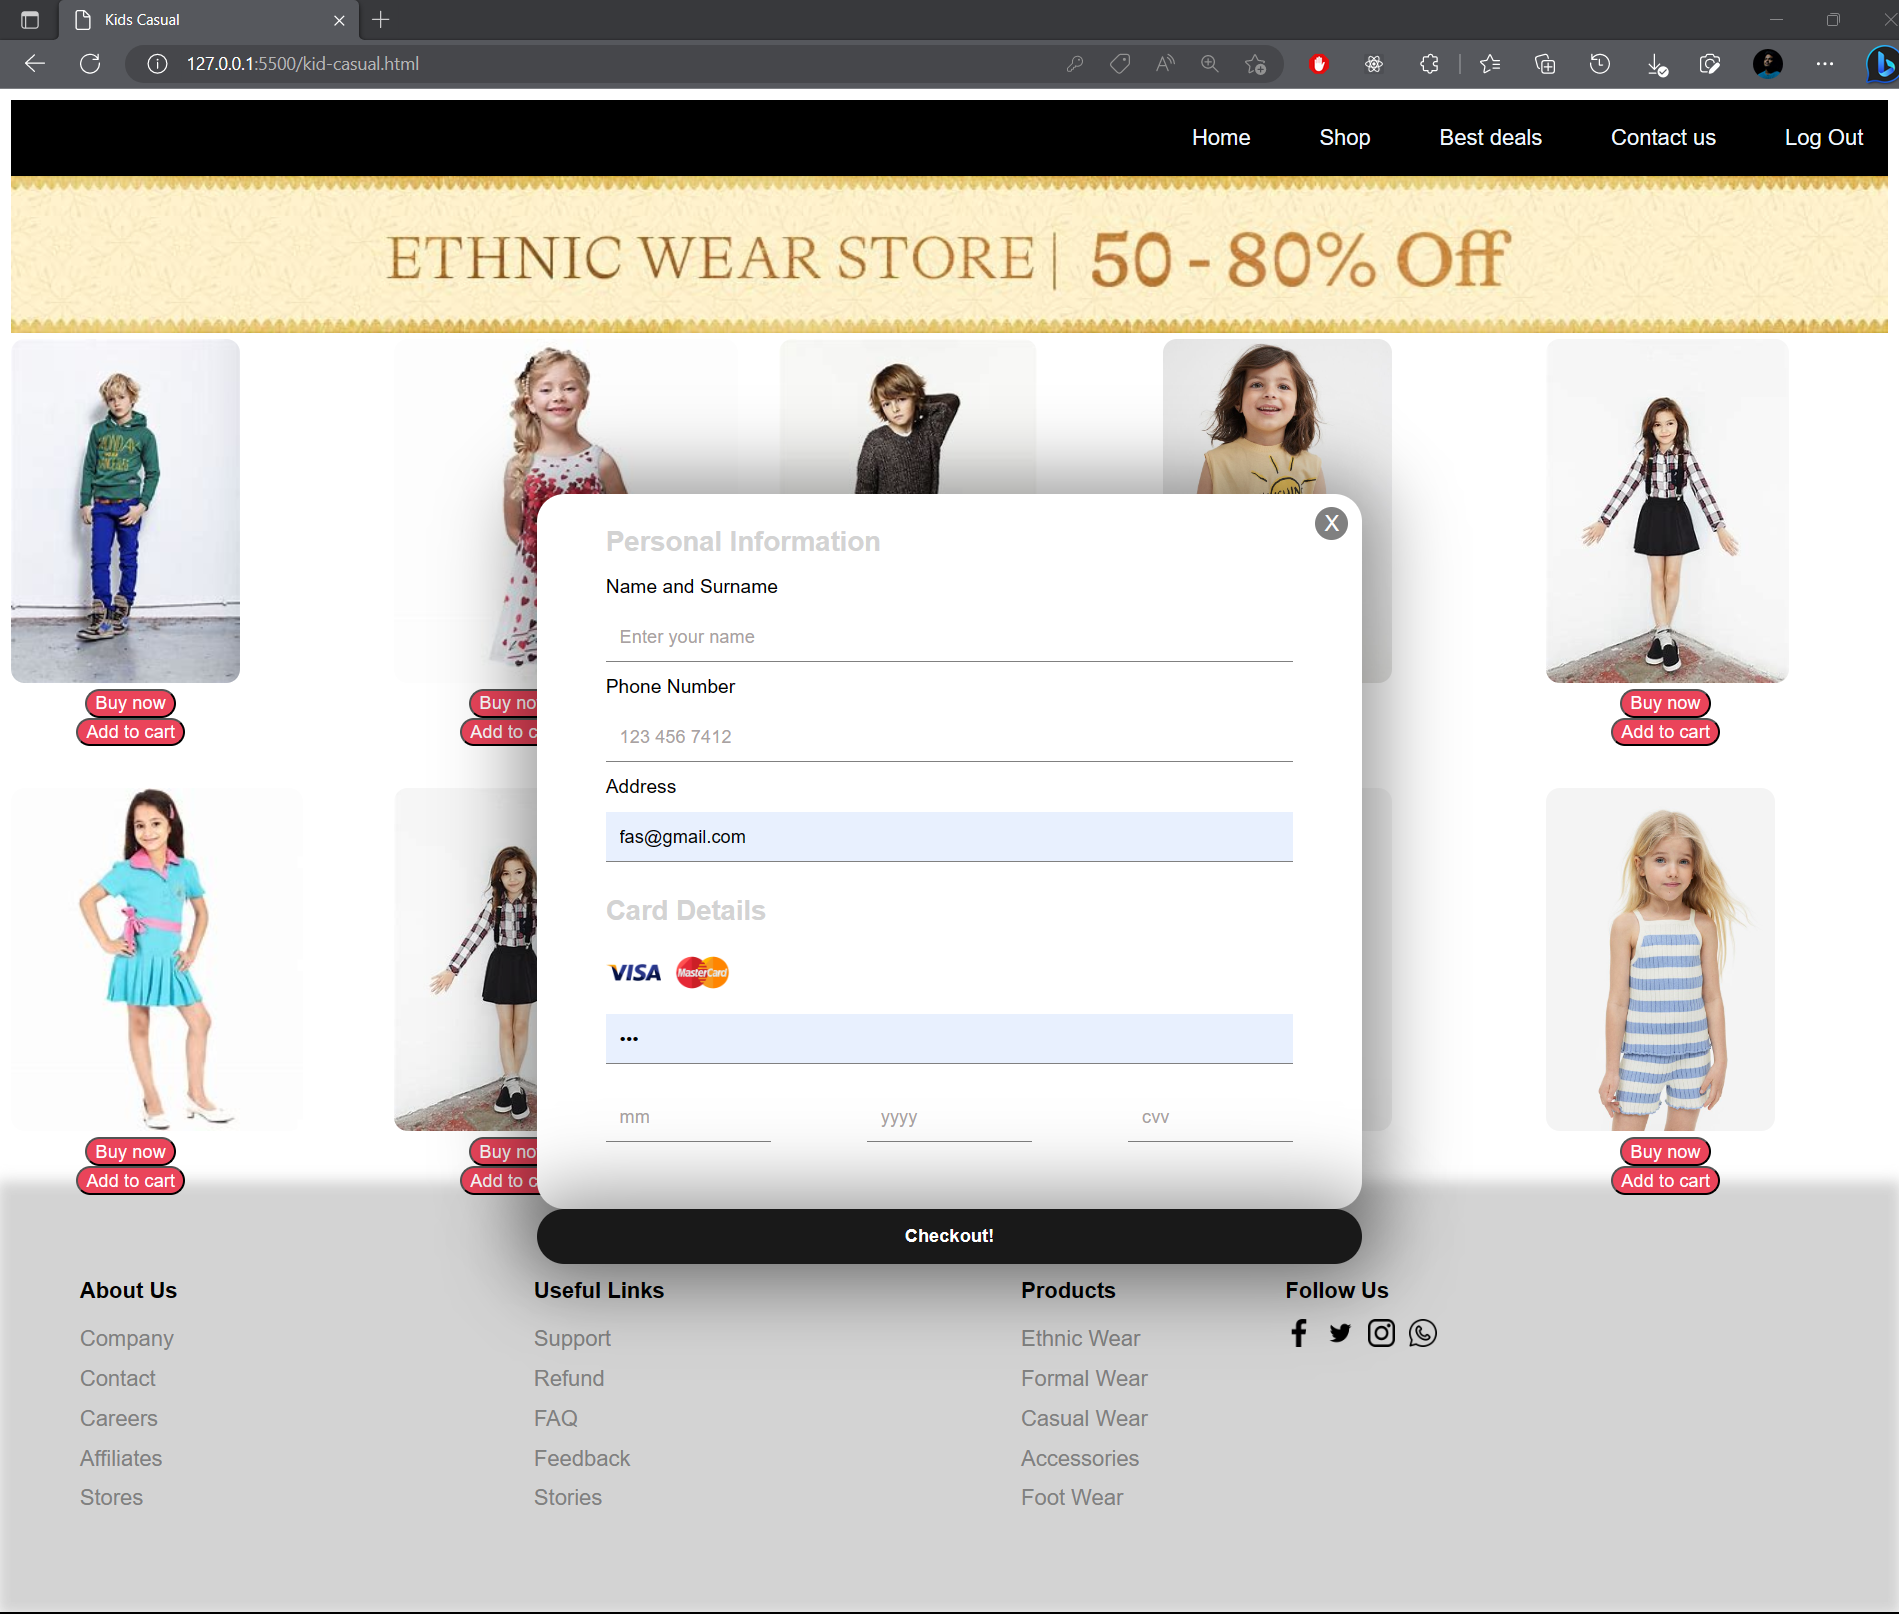 Kids Casual
127.0.0.1:5500/kid-casual.html
Home Shop Best deals Contact us Log Out
ETHNIC WEAR STORE | 50 - 80% Off
X
Personal Information
Name and Surname
Enter your name
Phone Number
123 456 7412
Address
fas@gmail.com
Card Details
VISA MasterCard
•••
mm yyyy cvv
Checkout!
Buy now Buy no Buy now
Add to cart Add to c Add to cart
Buy now Buy no Buy now
Add to cart Add to c Add to cart
About Us
Company
Contact
Careers
Affiliates
Stores
Useful Links
Support
Refund
FAQ
Feedback
Stories
Products
Ethnic Wear
Formal Wear
Casual Wear
Accessories
Foot Wear
Follow Us